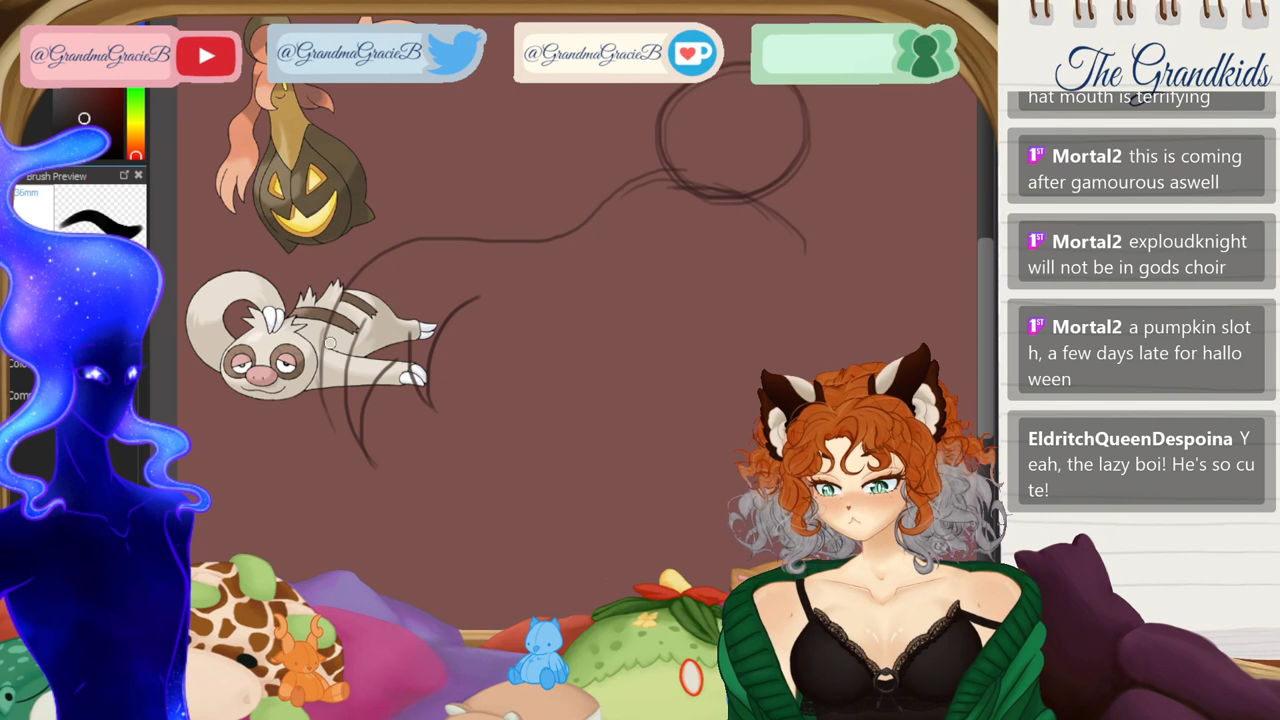 @GrandmaGracieB
@GrandmaGracieB
@GrandmaGracieB
The Grandkids
hat mouth is terrifying
Mortal2 this is coming
after gamourous aswell
Mortal2 exploudknight
will not be in gods choir
Mortal2 a pumpkin slot
h, a few days late for hallo
ween
EldritchQueenDespoina Y
eah, the lazy boi! He's so cu
te!
Brush Preview
36mm